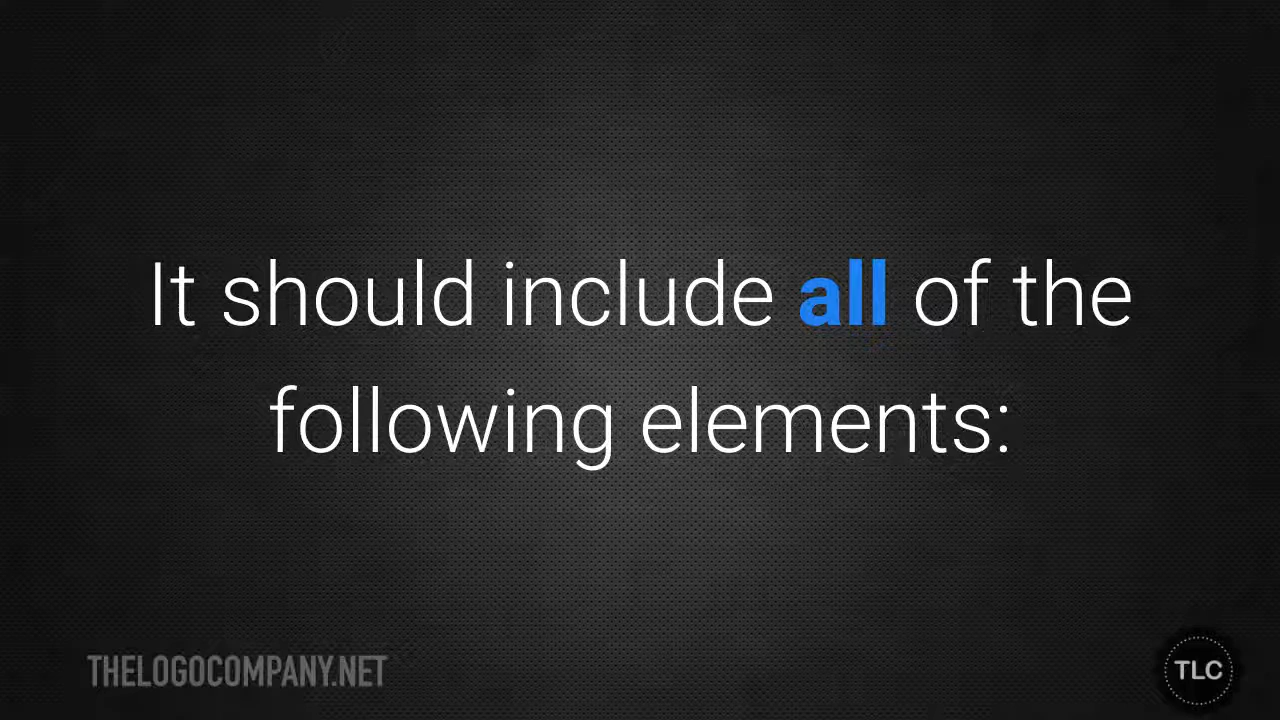 It should include all of the
following elements:
THELOGOCOMPANY.NET
TLC